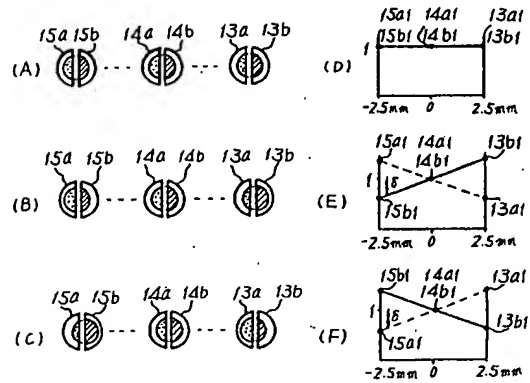 (A) 15a 15b 14a 14b 13a 13b
(D) 15a1 14a1 13a1
1 15b1 14b1 13b1
-2.5mm 0 2.5mm
(B) 15a 15b 14a 14b 13a 13b
(E) 15a1 14a1 13b1
14b1
1 δ
15b1 13a1
-2.5mm 0 2.5mm
(C) 15a 15b 14a 14b 13a 13b
(F) 15b1 14a1 13a1
14b1
1 δ
15a1 13b1
-2.5mm 0 2.5mm